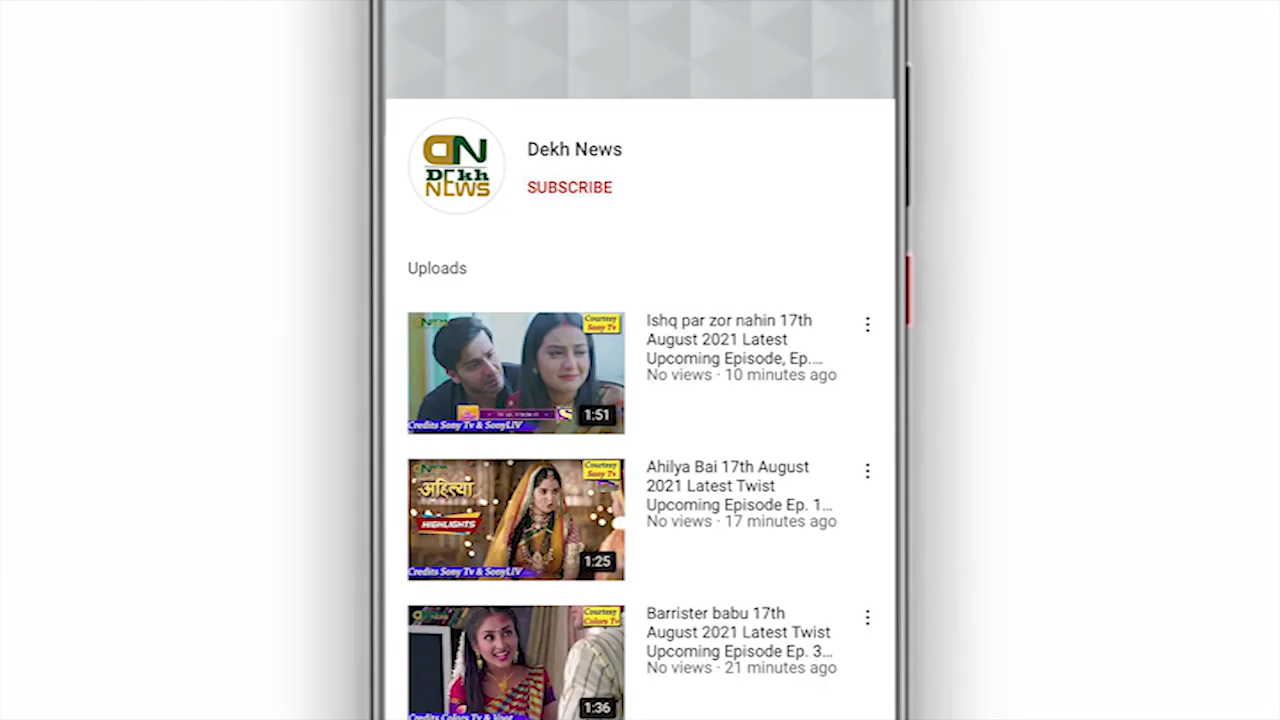 DN
Dekh
NEWS
Dekh News
SUBSCRIBE
Uploads
Courtesy
Sony Tv
Credits Sony Tv & SonyLIV
1:51
Ishq par zor nahin 17th
August 2021 Latest
Upcoming Episode, Ep....
No views · 10 minutes ago
Courtesy
Sony Tv
अहिल्या
HIGHLIGHTS
Credits Sony Tv & SonyLIV
1:25
Ahilya Bai 17th August
2021 Latest Twist
Upcoming Episode Ep. 1...
No views · 17 minutes ago
Courtesy
Colors Tv
Credits Colors Tv & Voot
1:36
Barrister babu 17th
August 2021 Latest Twist
Upcoming Episode Ep. 3...
No views · 21 minutes ago